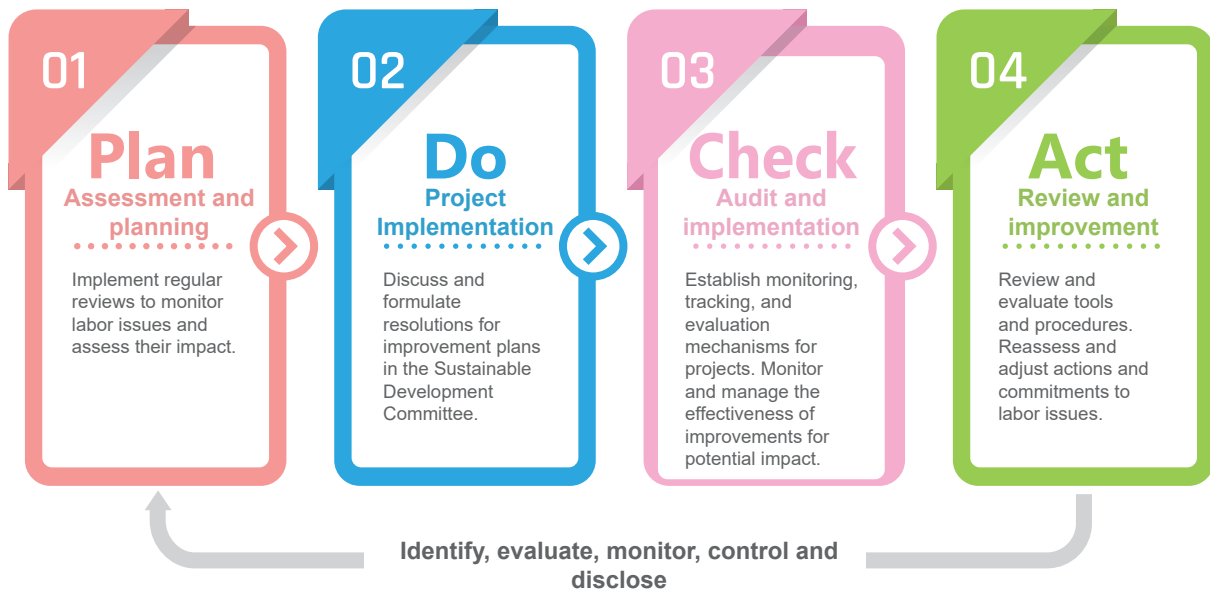 01
Plan
Assessment and
planning
Implement regular
reviews to monitor
labor issues and
assess their impact.
02
Do
Project
Implementation
Discuss and
formulate
resolutions for
improvement plans
in the Sustainable
Development
Committee.
03
Check
Audit and
implementation
Establish monitoring,
tracking, and
evaluation
mechanisms for
projects. Monitor
and manage the
effectiveness of
improvements for
potential impact.
04
Act
Review and
improvement
Review and
evaluate tools
and procedures.
Reassess and
adjust actions and
commitments to
labor issues.
Identify, evaluate, monitor, control and
disclose